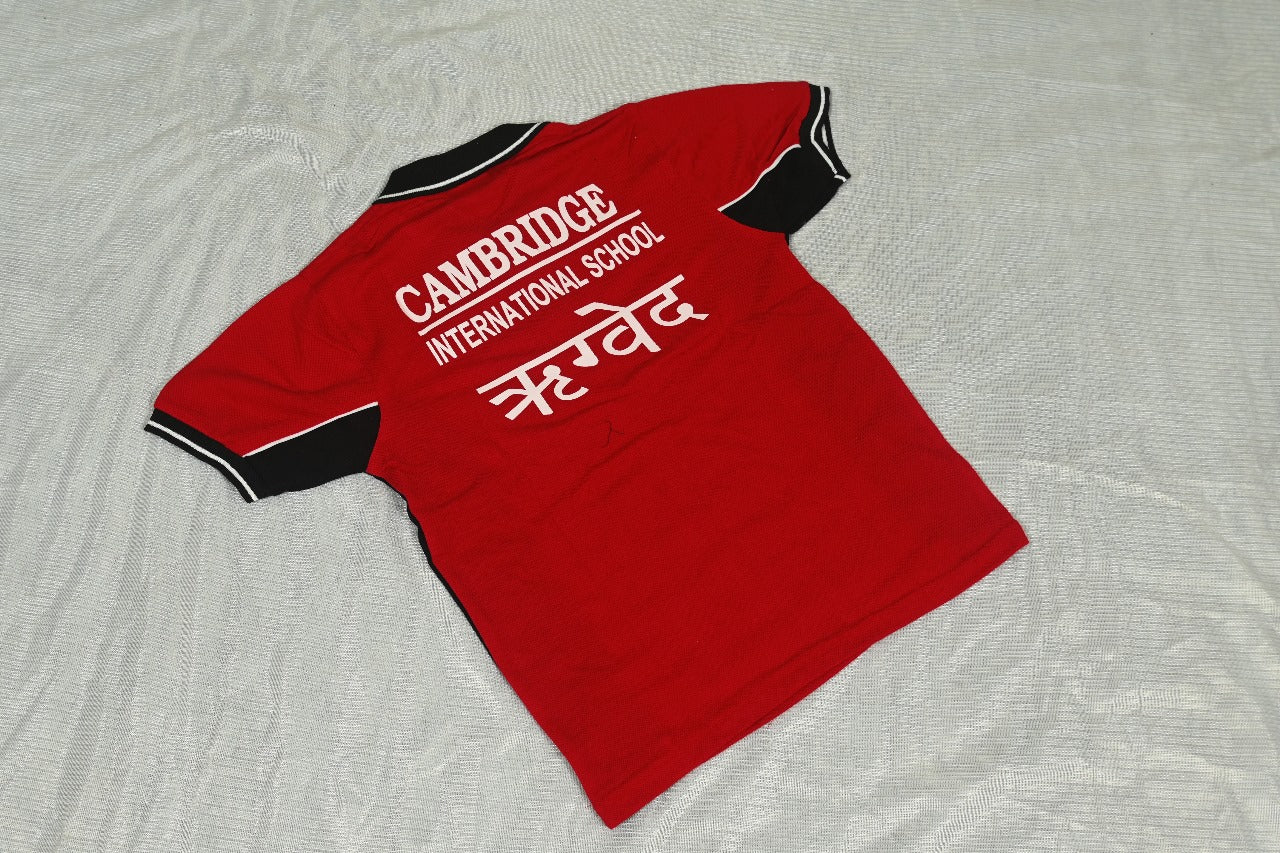 CAMBRIDGE
INTERNATIONAL SCHOOL
ऋग्वेद